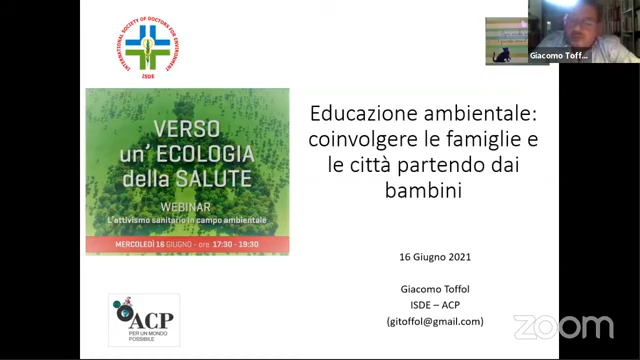 INTERNATIONAL SOCIETY OF DOCTORS FOR ENVIRONMENT
ISDE
Giacomo Toff...
VERSO
un' ECOLOGIA
della SALUTE
WEBINAR
L'attivismo sanitario in campo ambientale
MERCOLEDÌ 16 GIUGNO - ore 17:30 - 19:30
Educazione ambientale:
coinvolgere le famiglie e
le città partendo dai
bambini
16 Giugno 2021
Giacomo Toffol
ISDE – ACP
(gitoffol@gmail.com)
ACP
PER UN MONDO
POSSIBILE
zoom